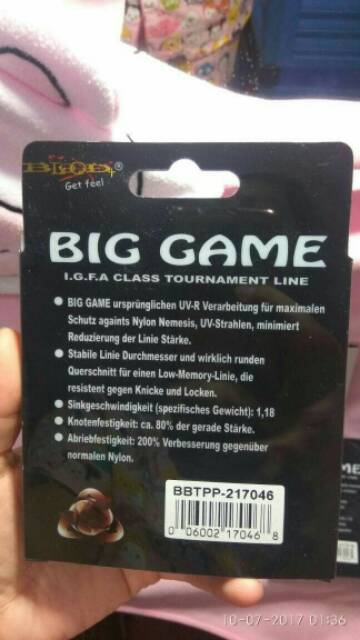 Get feel
BIG GAME
I.G.F.A CLASS TOURNAMENT LINE
BIG GAME ursprünglichen UV-R Verarbeitung für maximalen
Schutz againts Nylon Nemesis, UV-Strahlen, minimiert
Reduzierung der Linie Stärke.
Stabile Linie Durchmesser und wirklich runden
Querschnitt für einen Low-Memory-Linie, die
resistent gegen Knicke und Locken.
Sinkgeschwindigkeit (spezifisches Gewicht): 1,18
Knotenfestigkeit: ca. 80% der gerade Stärke.
Abriebfestigkeit: 200% Verbesserung gegenüber
normalen Nylon.
BBTPP-217046
0 06002 17046 8
10-07-2017 01:36